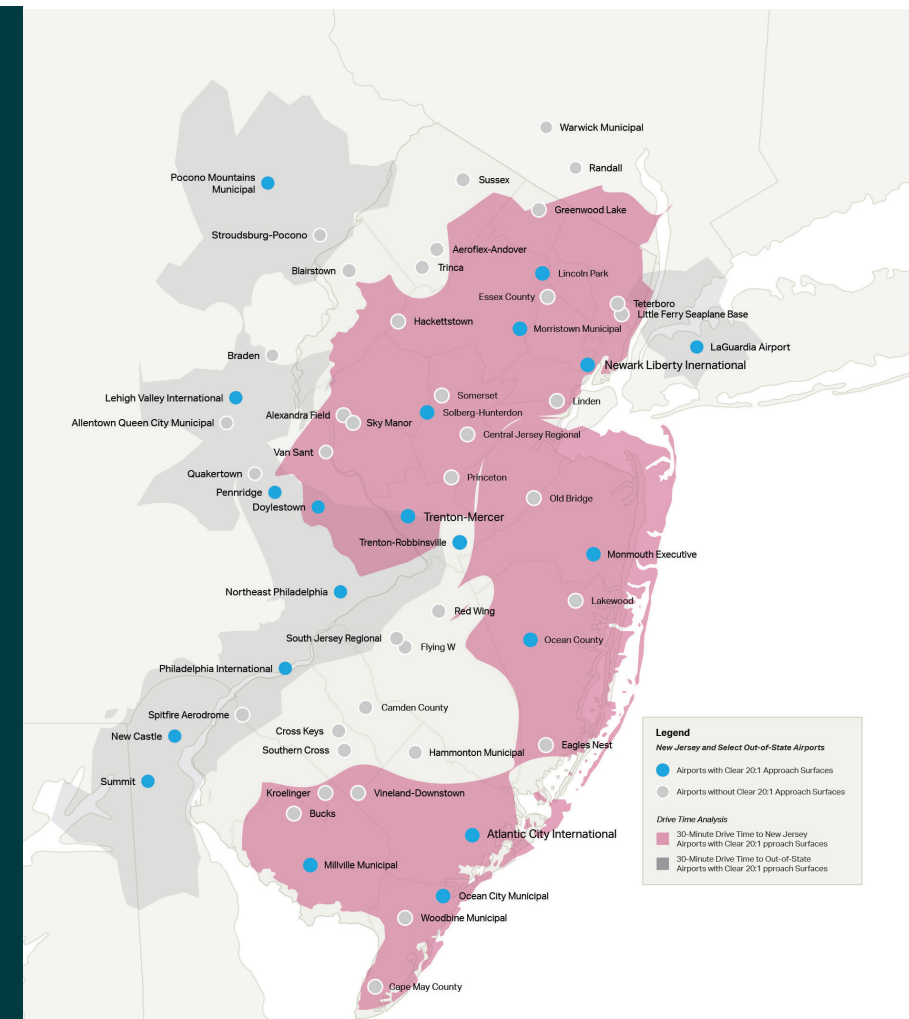 Warwick Municipal
Randall
Pocono Mountains
Municipal
Sussex
Greenwood Lake
Stroudsburg-Pocono
Aeroflex-Andover
Trinca
Blairstown
Lincoln Park
Essex County
Teterboro
Little Ferry Seaplane Base
Hackettstown
Morristown Municipal
LaGuardia Airport
Braden
Newark Liberty Inernational
Lehigh Valley International
Somerset
Linden
Alexandra Field
Sky Manor
Solberg-Hunterdon
Allentown Queen City Municipal
Central Jersey Regional
Van Sant
Quakertown
Princeton
Pennridge
Old Bridge
Doylestown
Trenton-Mercer
Trenton-Robbinsville
Monmouth Executive
Northeast Philadelphia
Lakewood
Red Wing
South Jersey Regional
Flying W
Ocean County
Philadelphia International
Camden County
Spitfire Aerodrome
Cross Keys
New Castle
Southern Cross
Hammonton Municipal
Eagles Nest
Summit
Kroelinger
Vineland-Downstown
Bucks
Atlantic City International
Millville Municipal
Ocean City Municipal
Woodbine Municipal
Cape May County
Legend
New Jersey and Select Out-of-State Airports
Airports with Clear 20:1 Approach Surfaces
Airports without Clear 20:1 Approach Surfaces
Drive Time Analysis
30-Minute Drive Time to New Jersey
Airports with Clear 20:1 pproach Surfaces
30-Minute Drive Time to Out-of-State
Airports with Clear 20:1 pproach Surfaces